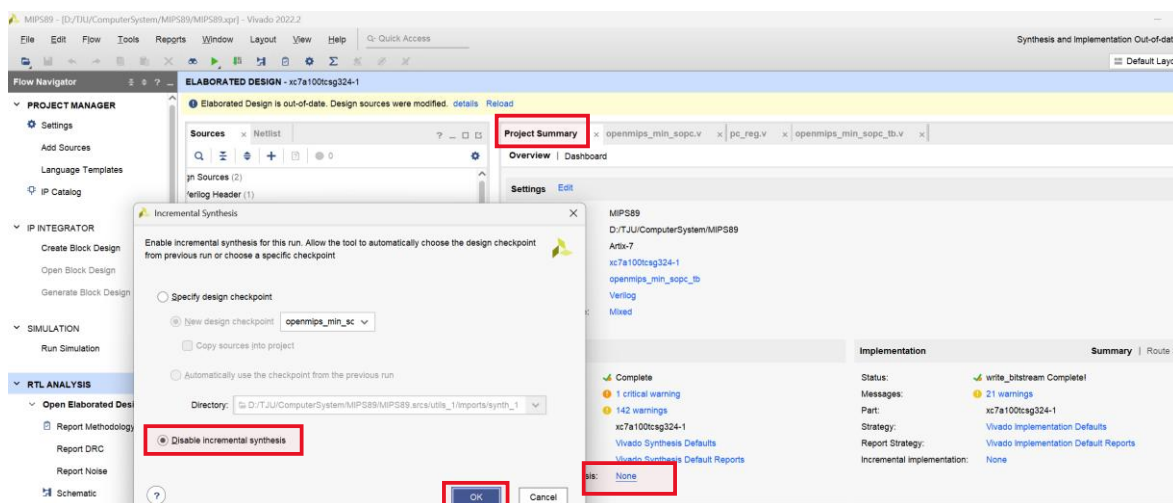 MIPS89 - [D:/TJU/ComputerSystem/MIPS89/MIPS89.xpr] - Vivado 2022.2
File Edit Flow Tools Reports Window Layout View Help Q- Quick Access
Synthesis and Implementation Out-of-dat
Default Layo
Flow Navigator
ELABORATED DESIGN - xc7a100tcsg324-1
Elaborated Design is out-of-date. Design sources were modified. details Reload
PROJECT MANAGER
Settings
Add Sources
Language Templates
IP Catalog
IP INTEGRATOR
Create Block Design
Open Block Design
Generate Block Design
SIMULATION
Run Simulation
RTL ANALYSIS
Open Elaborated Desi
Report Methodology
Report DRC
Report Noise
Schematic
Sources × Netlist
0
gn Sources (2)
Verilog Header (1)
Project Summary × openmips_min_sopc.v × pc_reg.v × openmips_min_sopc_tb.v ×
Overview | Dashboard
Settings Edit
MIPS89
D:/TJU/ComputerSystem/MIPS89
Artix-7
xc7a100tcsg324-1
openmips_min_sopc_tb
Verilog
Mixed
Complete
1 critical warning
142 warnings
xc7a100tcsg324-1
Vivado Synthesis Defaults
Vivado Synthesis Default Reports
sis: None
Implementation Summary | Route
Status: write_bitstream Complete!
Messages: 21 warnings
Part: xc7a100tcsg324-1
Strategy: Vivado Implementation Defaults
Report Strategy: Vivado Implementation Default Reports
Incremental implementation: None
Incremental Synthesis
Enable incremental synthesis for this run. Allow the tool to automatically choose the design checkpoint
from previous run or choose a specific checkpoint
Specify design checkpoint
New design checkpoint openmips_min_sc
Copy sources into project
Automatically use the checkpoint from the previous run
Directory: D:/TJU/ComputerSystem/MIPS89/MIPS89.srcs/utils_1/imports/synth_1
Disable incremental synthesis
? OK Cancel